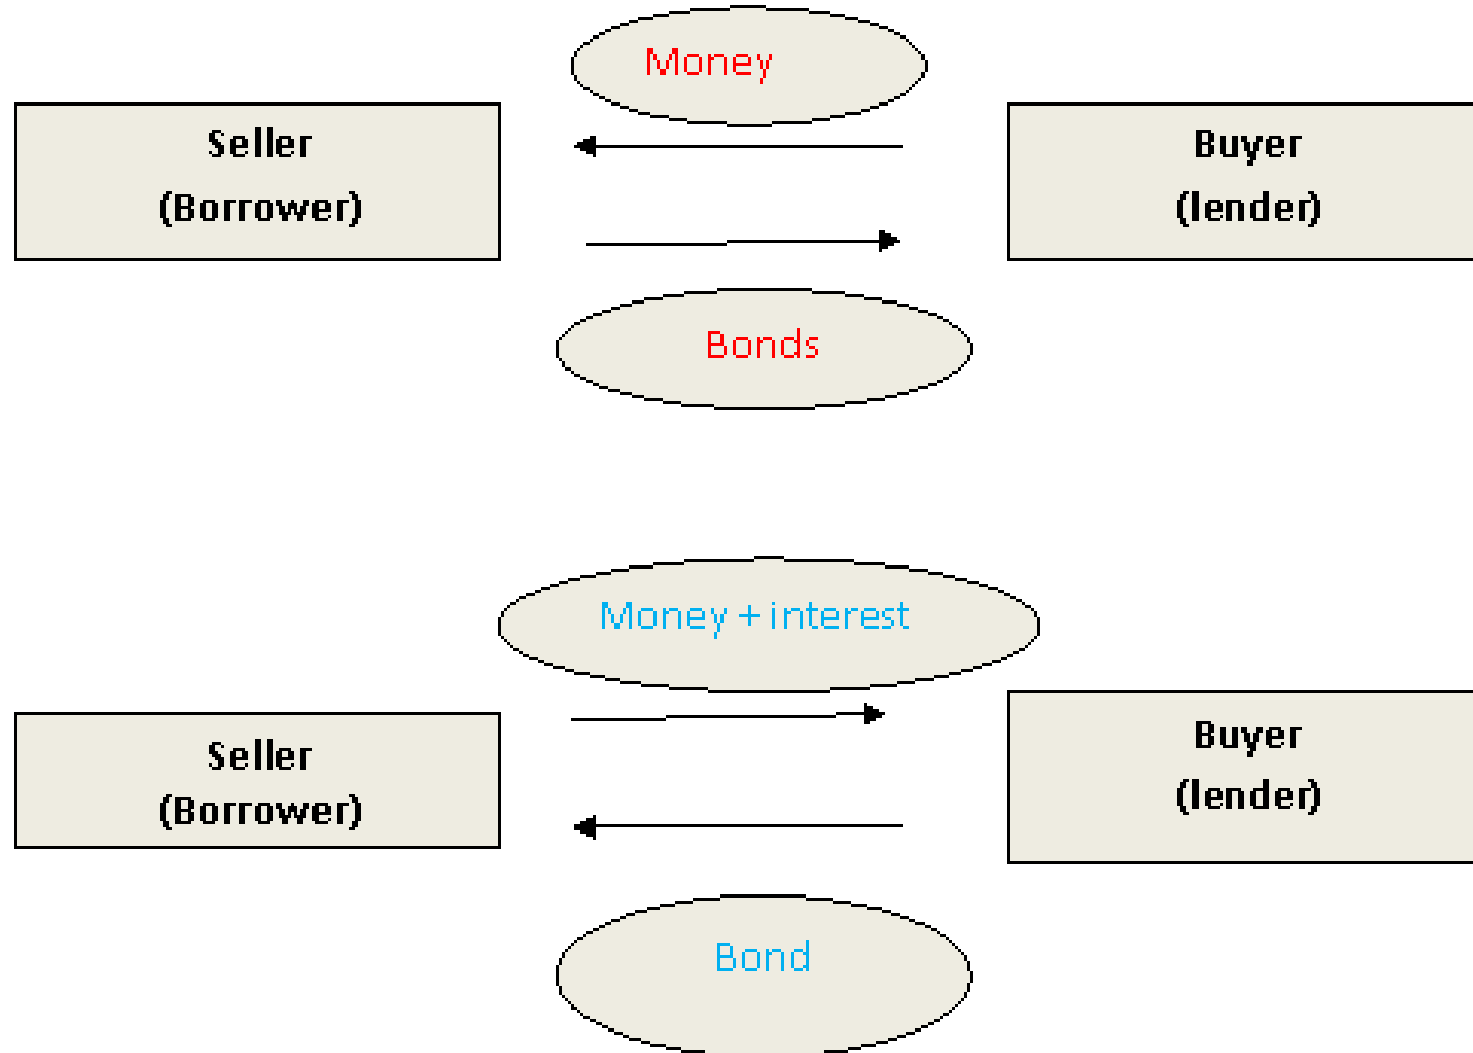 Money
Seller
(Borrower)
Buyer
(lender)
Bonds
Money + interest
Seller
(Borrower)
Buyer
(lender)
Bond